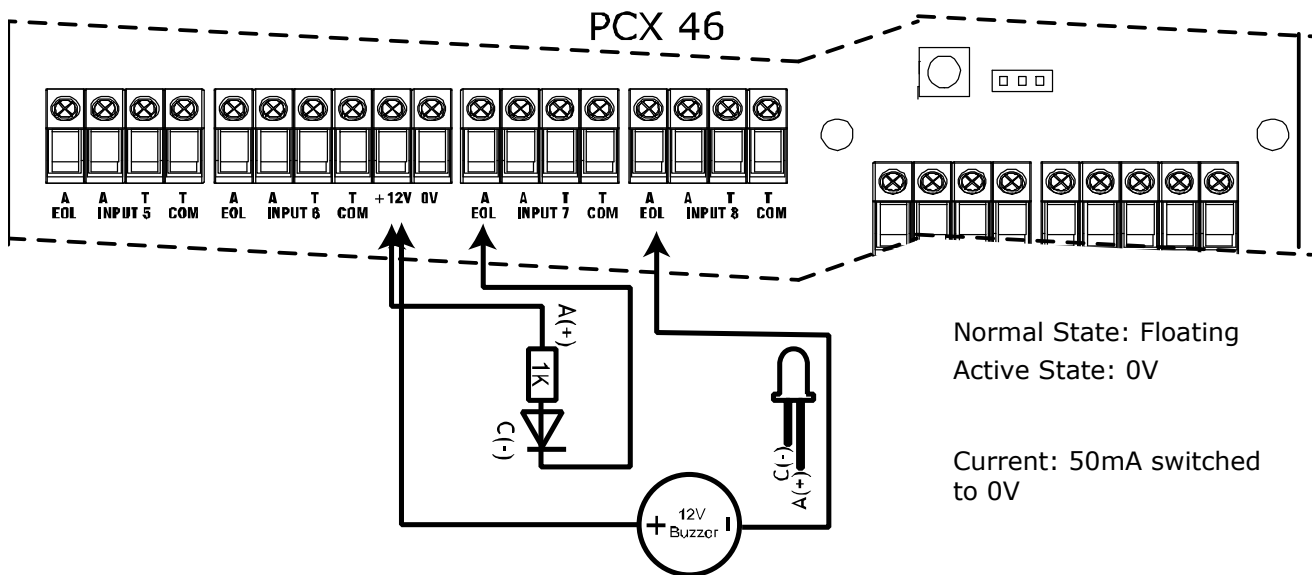 PCX 46
A A T T A A T T +12V 0V A A T T A A T T
EOL INPUT 5 COM EOL INPUT 6 COM EOL INPUT 7 COM EOL INPUT 8 COM
A(+)
1K
C(-)
C(-)
A(+)
12V
+ Buzzer -
Normal State: Floating
Active State: 0V
Current: 50mA switched
to 0V